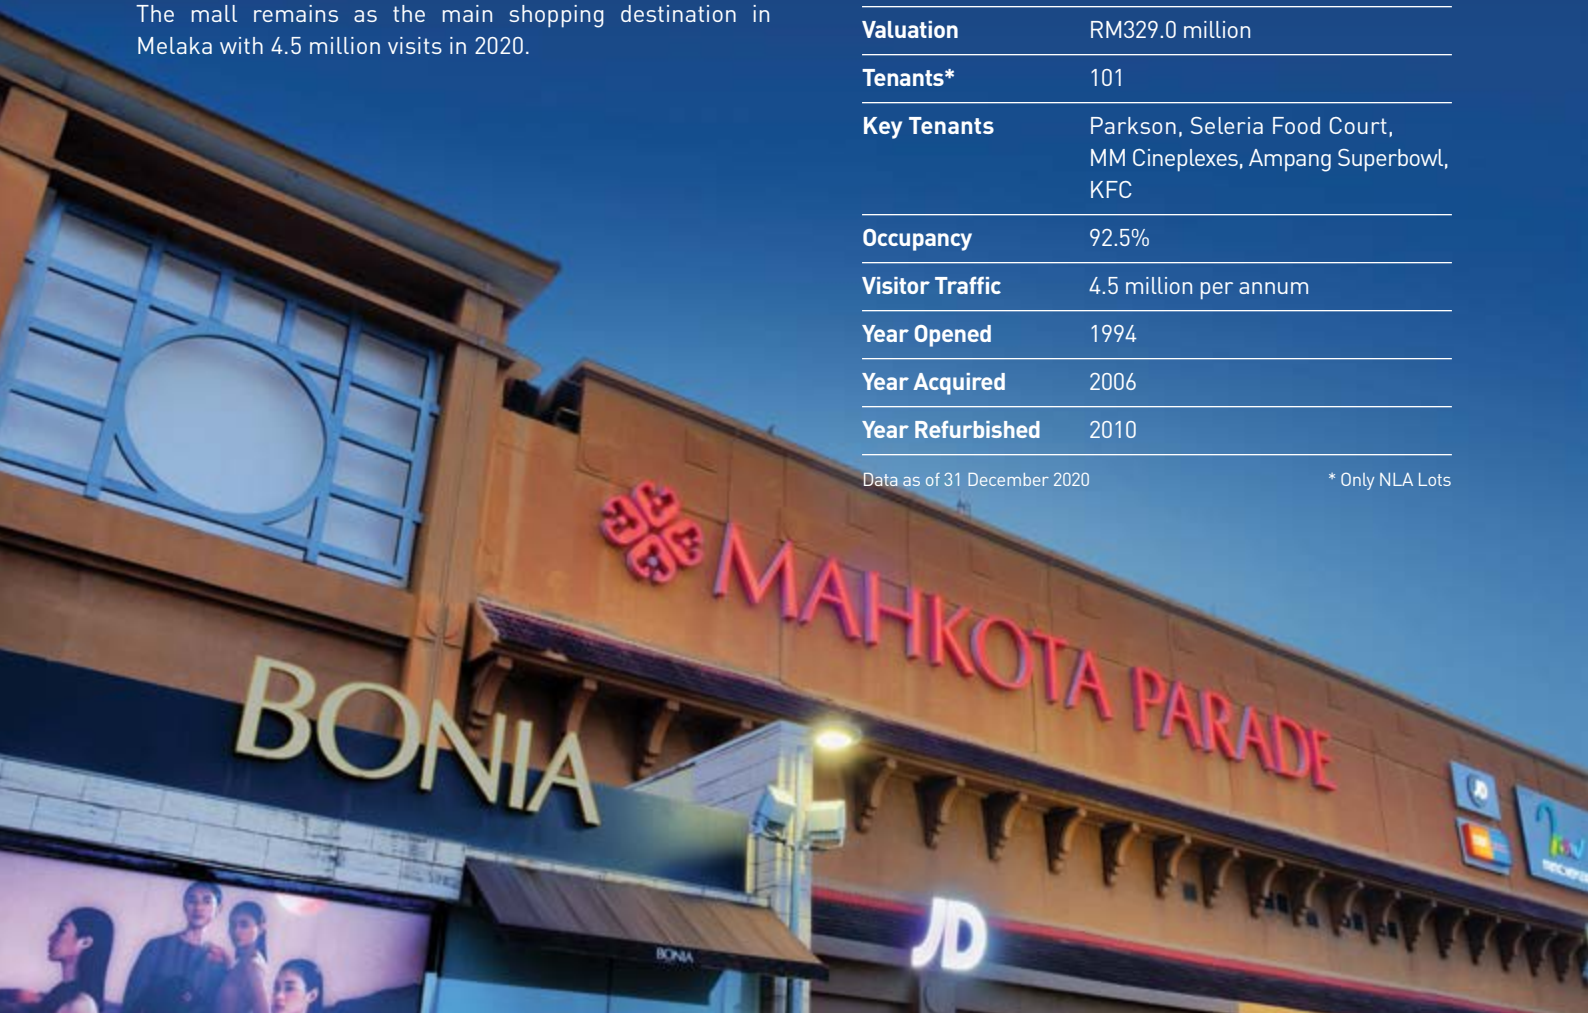 The mall remains as the main shopping destination in
Melaka with 4.5 million visits in 2020.
Valuation RM329.0 million
Tenants* 101
Key Tenants Parkson, Seleria Food Court,
MM Cineplexes, Ampang Superbowl,
KFC
Occupancy 92.5%
Visitor Traffic 4.5 million per annum
Year Opened 1994
Year Acquired 2006
Year Refurbished 2010
Data as of 31 December 2020 * Only NLA Lots
MAHKOTA PARADE
BONIA
JD
BONIA
JD